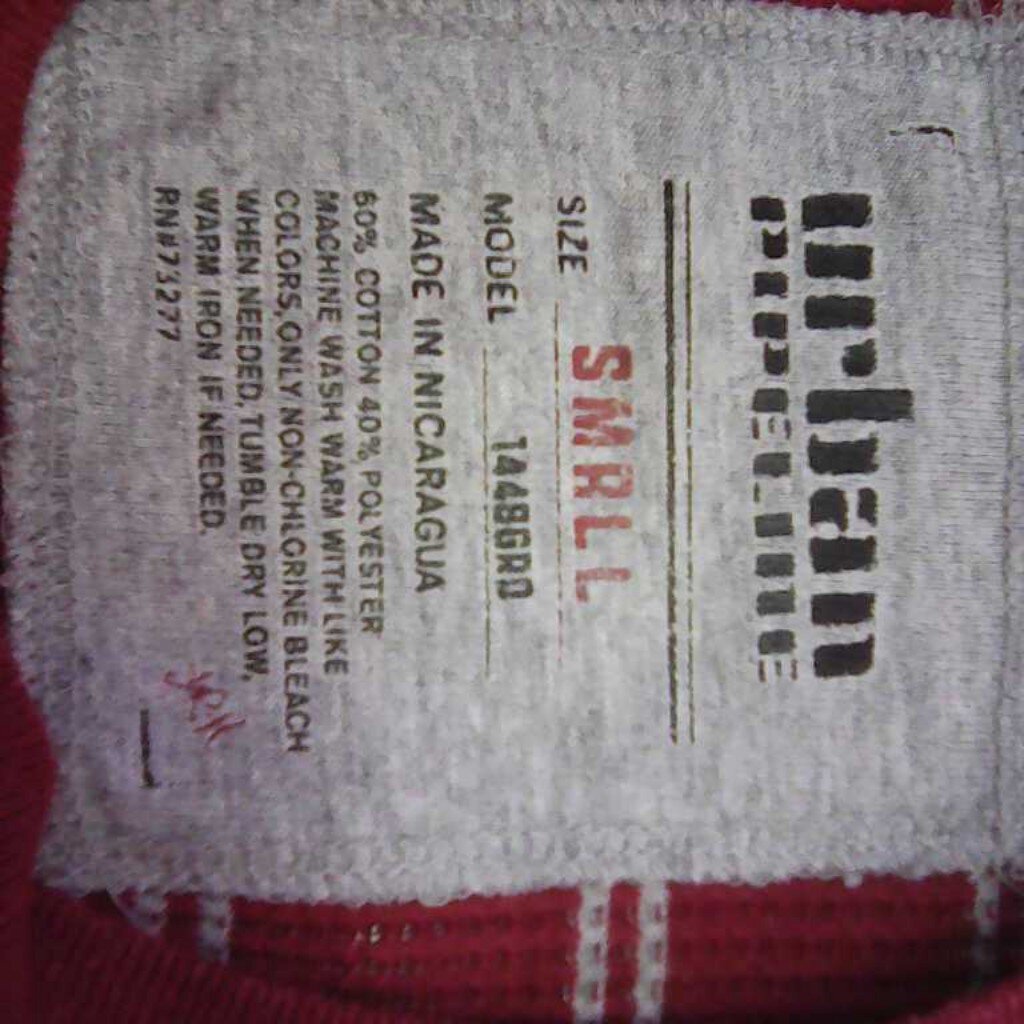 urban
PIPELINE
SIZE SMALL
MODEL 1448GRD
MADE IN NICARAGUA
60% COTTON 40% POLYESTER
MACHINE WASH WARM WITH LIKE
COLORS, ONLY NON-CHLORINE BLEACH
WHEN NEEDED, TUMBLE DRY LOW,
WARM IRON IF NEEDED.
RN#73277